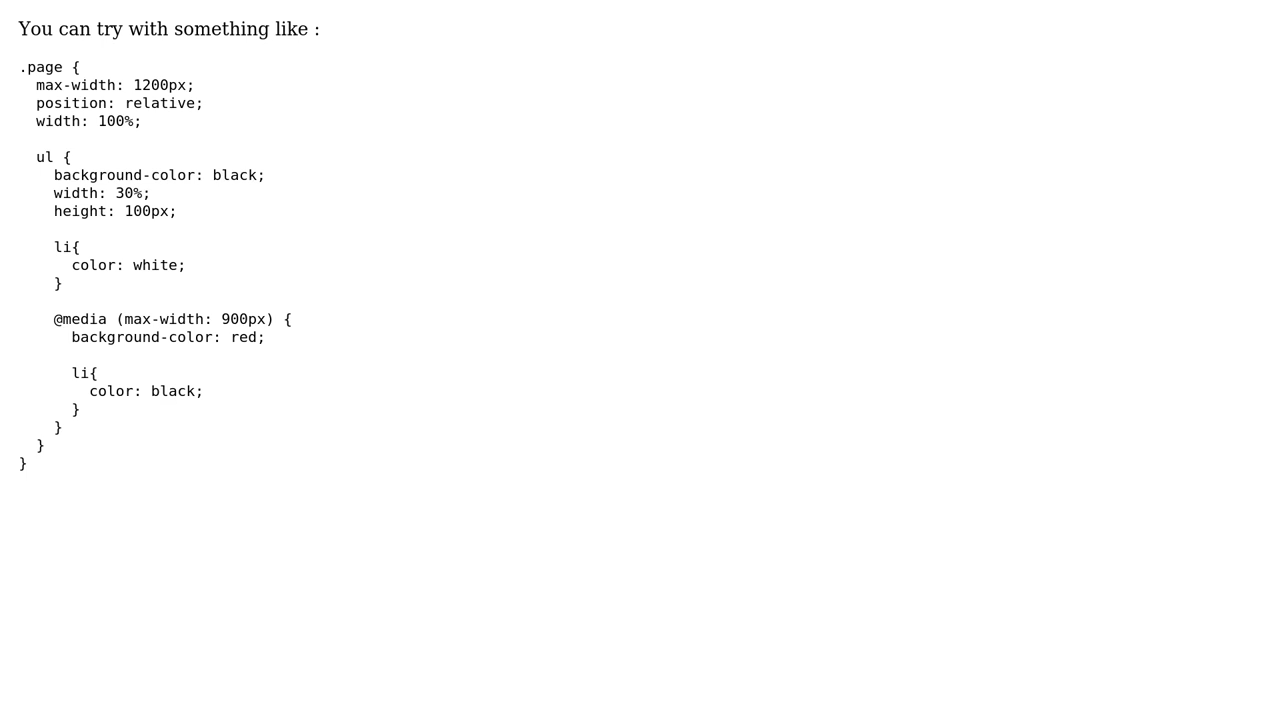 You can try with something like :
.page {
  max-width: 1200px;
  position: relative;
  width: 100%;

  ul {
    background-color: black;
    width: 30%;
    height: 100px;

    li{
      color: white;
    }

    @media (max-width: 900px) {
      background-color: red;

      li{
        color: black;
      }
    }
  }
}